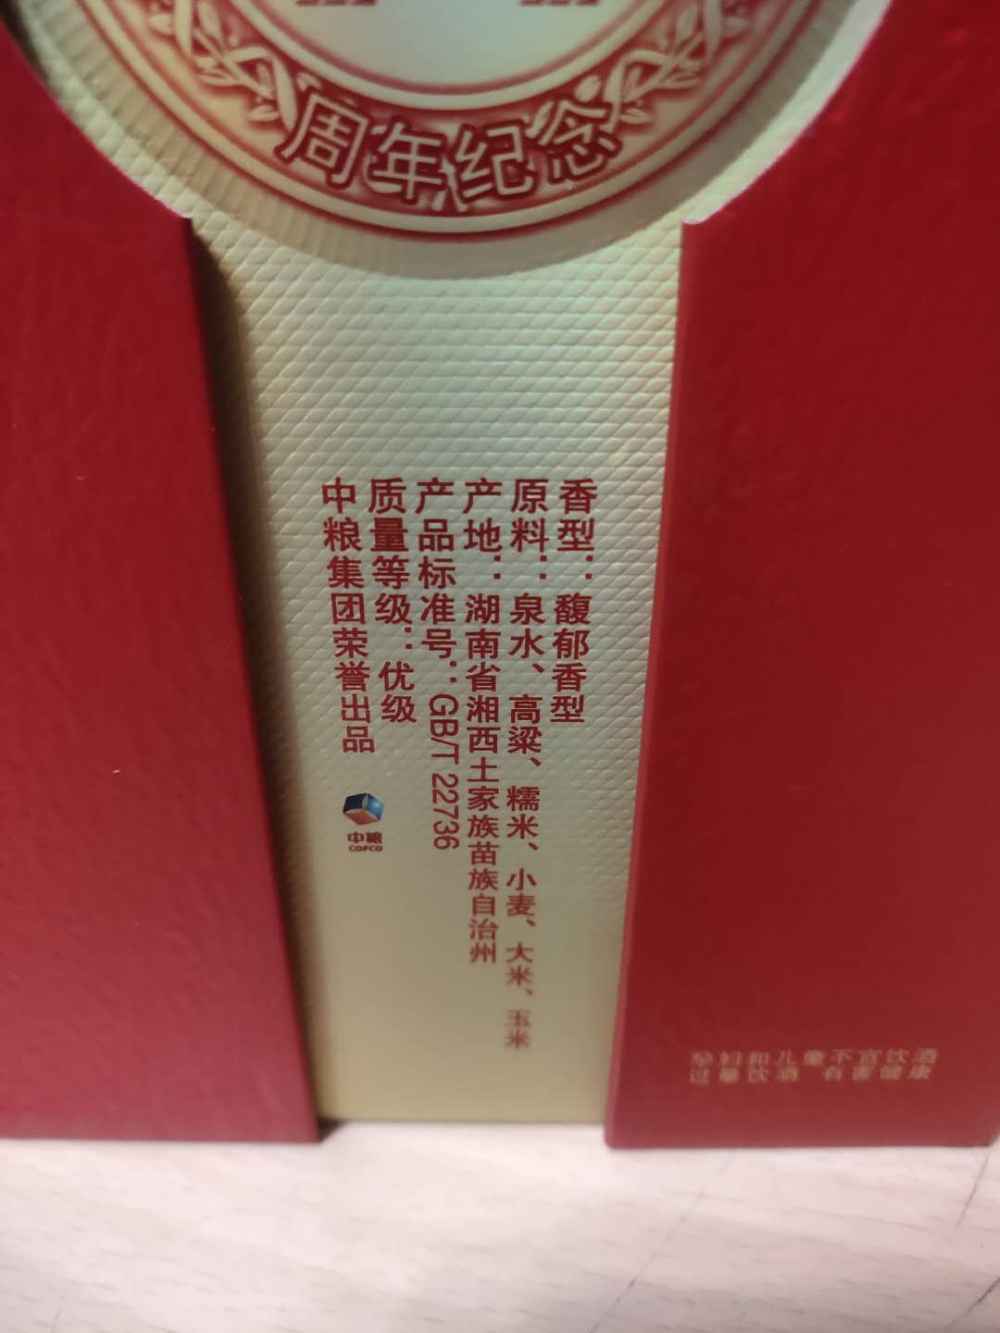 周年纪念
香型：馥郁香型
原料：泉水、高粱、糯米、小麦、大米、玉米
产地：湖南省湘西土家族苗族自治州
产品标准号：GB/T 22736
质量等级：优级
中粮集团荣誉出品
中粮
COFCO
孕妇和儿童不宜饮酒
过量饮酒 有害健康